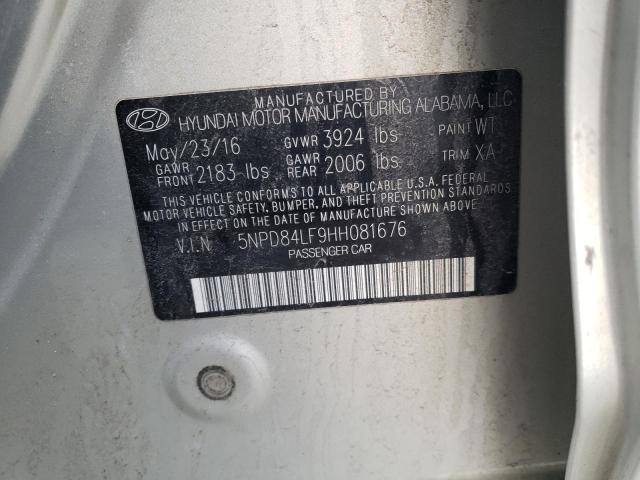 MANUFACTURED BY
HYUNDAI MOTOR MANUFACTURING ALABAMA, LLC
May/23/16 GVWR 3924 lbs PAINT WT
GAWR FRONT 2183 lbs GAWR REAR 2006 lbs TRIM XA
THIS VEHICLE CONFORMS TO ALL APPLICABLE U.S.A. FEDERAL
MOTOR VEHICLE SAFETY, BUMPER, AND THEFT PREVENTION STANDARDS
IN EFFECT ON THE DATE OF MANUFACTURE SHOWN ABOVE.
V.I.N 5NPD84LF9HH081676
PASSENGER CAR